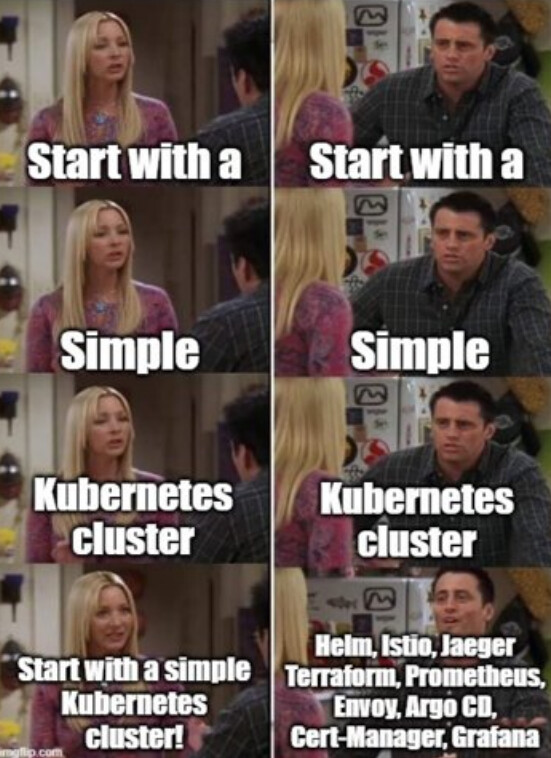 Start with a
Start with a
Simple
Simple
Kubernetes
cluster
Kubernetes
cluster
Start with a simple
Kubernetes
cluster!
Helm, Istio, Jaeger
Terraform, Prometheus,
Envoy, Argo CD,
Cert-Manager, Grafana
imgflip.com